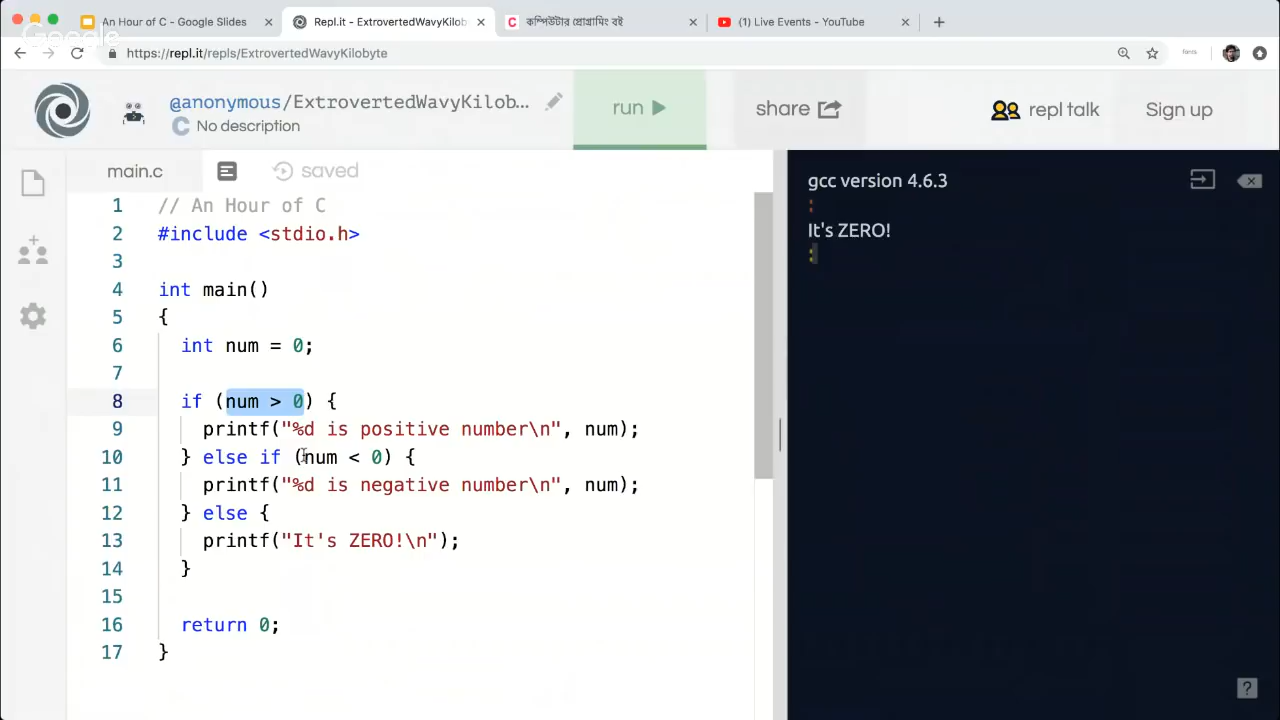 An Hour of C - Google Slides
Repl.it - ExtrovertedWavyKilob
কম্পিউটার প্রোগ্রামিং বই
(1) Live Events - YouTube
Google
https://repl.it/repls/ExtrovertedWavyKilobyte
fonts
@anonymous/ExtrovertedWavyKilob...
No description
run
share
repl talk
Sign up
main.c
saved
1 // An Hour of C
2 #include <stdio.h>
3
4 int main()
5 {
6 int num = 0;
7
8 if (num > 0) {
9 printf("%d is positive number\n", num);
10 } else if (num < 0) {
11 printf("%d is negative number\n", num);
12 } else {
13 printf("It's ZERO!\n");
14 }
15
16 return 0;
17 }
gcc version 4.6.3
:
It's ZERO!
:
?